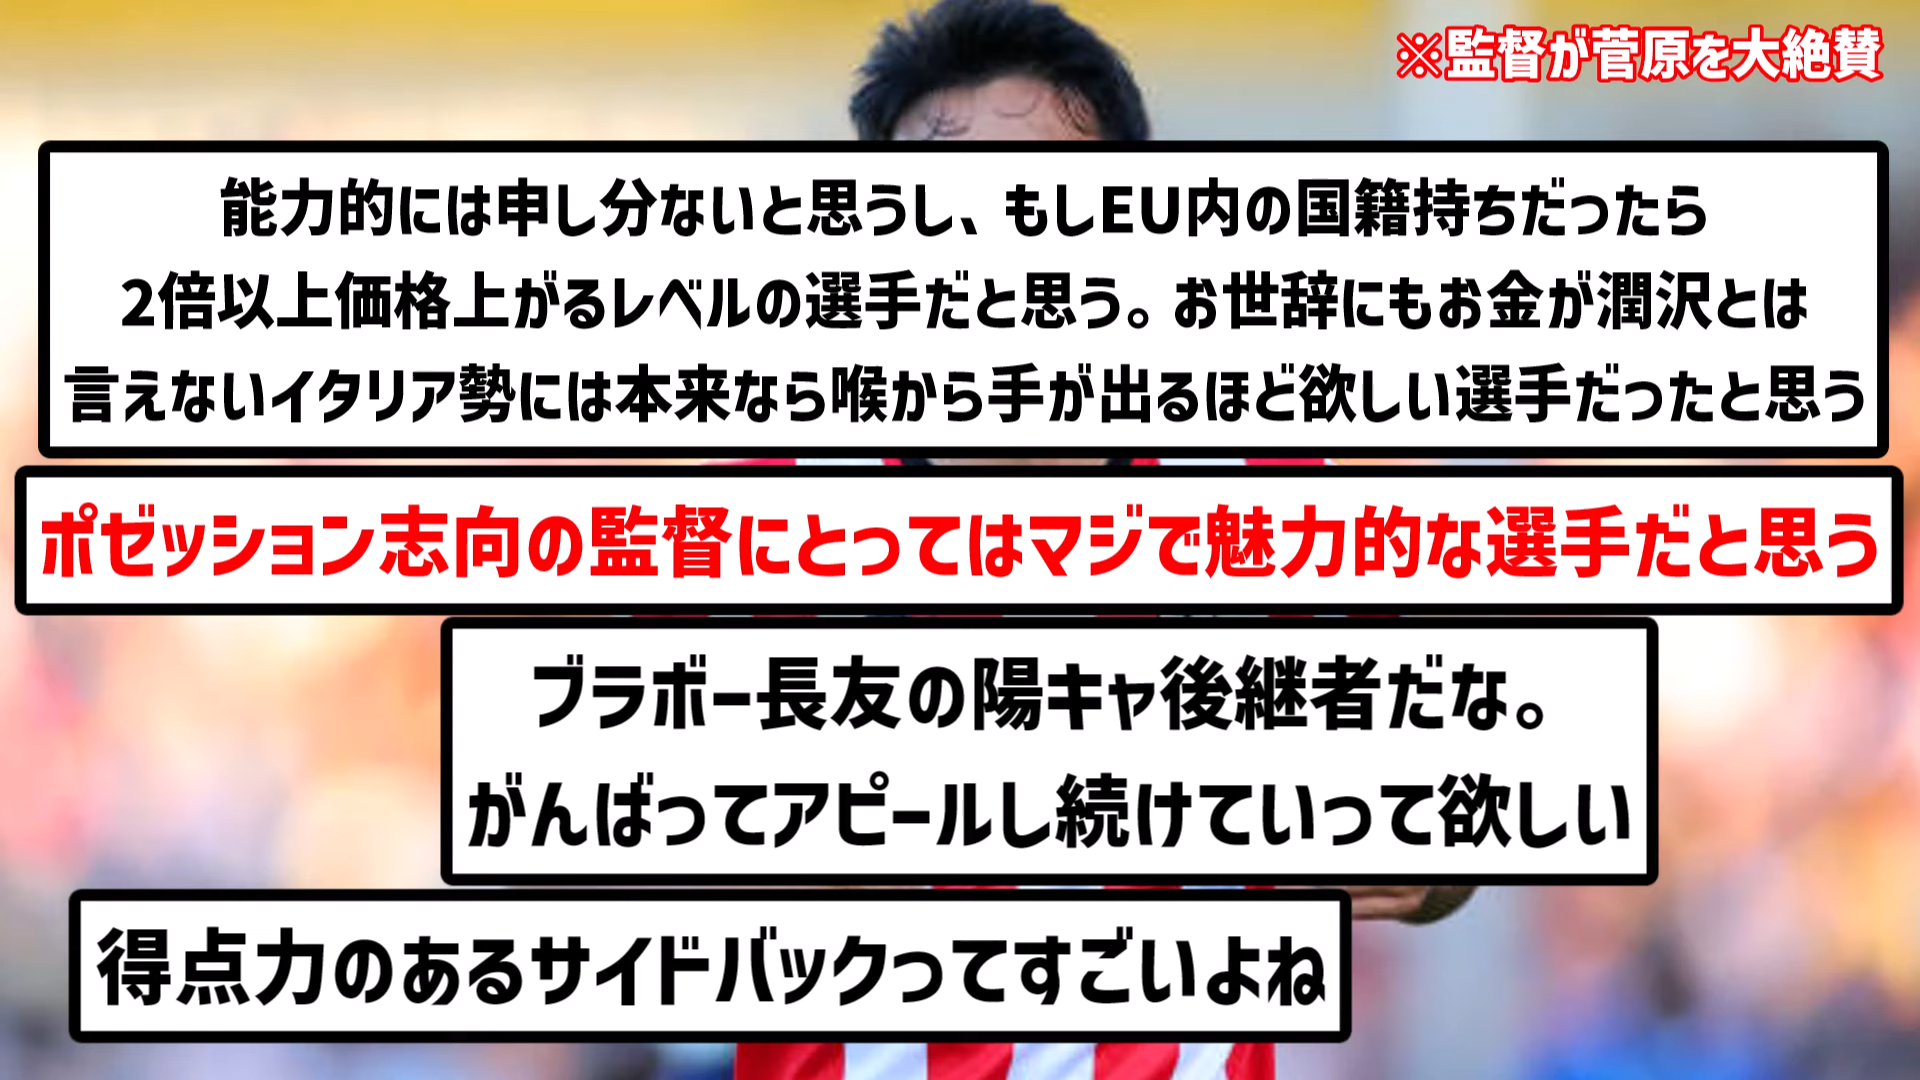 ※監督が菅原を大絶賛
能力的には申し分ないと思うし、もしEU内の国籍持ちだったら
2倍以上価格上がるレベルの選手だと思う。お世辞にもお金が潤沢とは
言えないイタリア勢には本来なら喉から手が出るほど欲しい選手だったと思う
ポゼッション志向の監督にとってはマジで魅力的な選手だと思う
ブラボー長友の陽キャ後継者だな。
がんばってアピールし続けていって欲しい
得点力のあるサイドバックってすごいよね